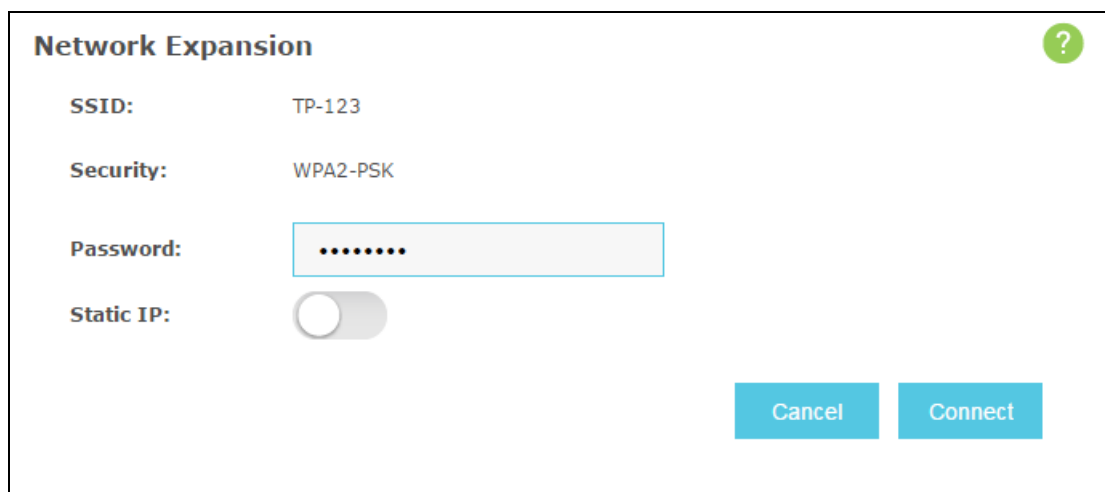 Network Expansion
?
SSID: TP-123
Security: WPA2-PSK
Password: ••••••••
Static IP:
Cancel Connect